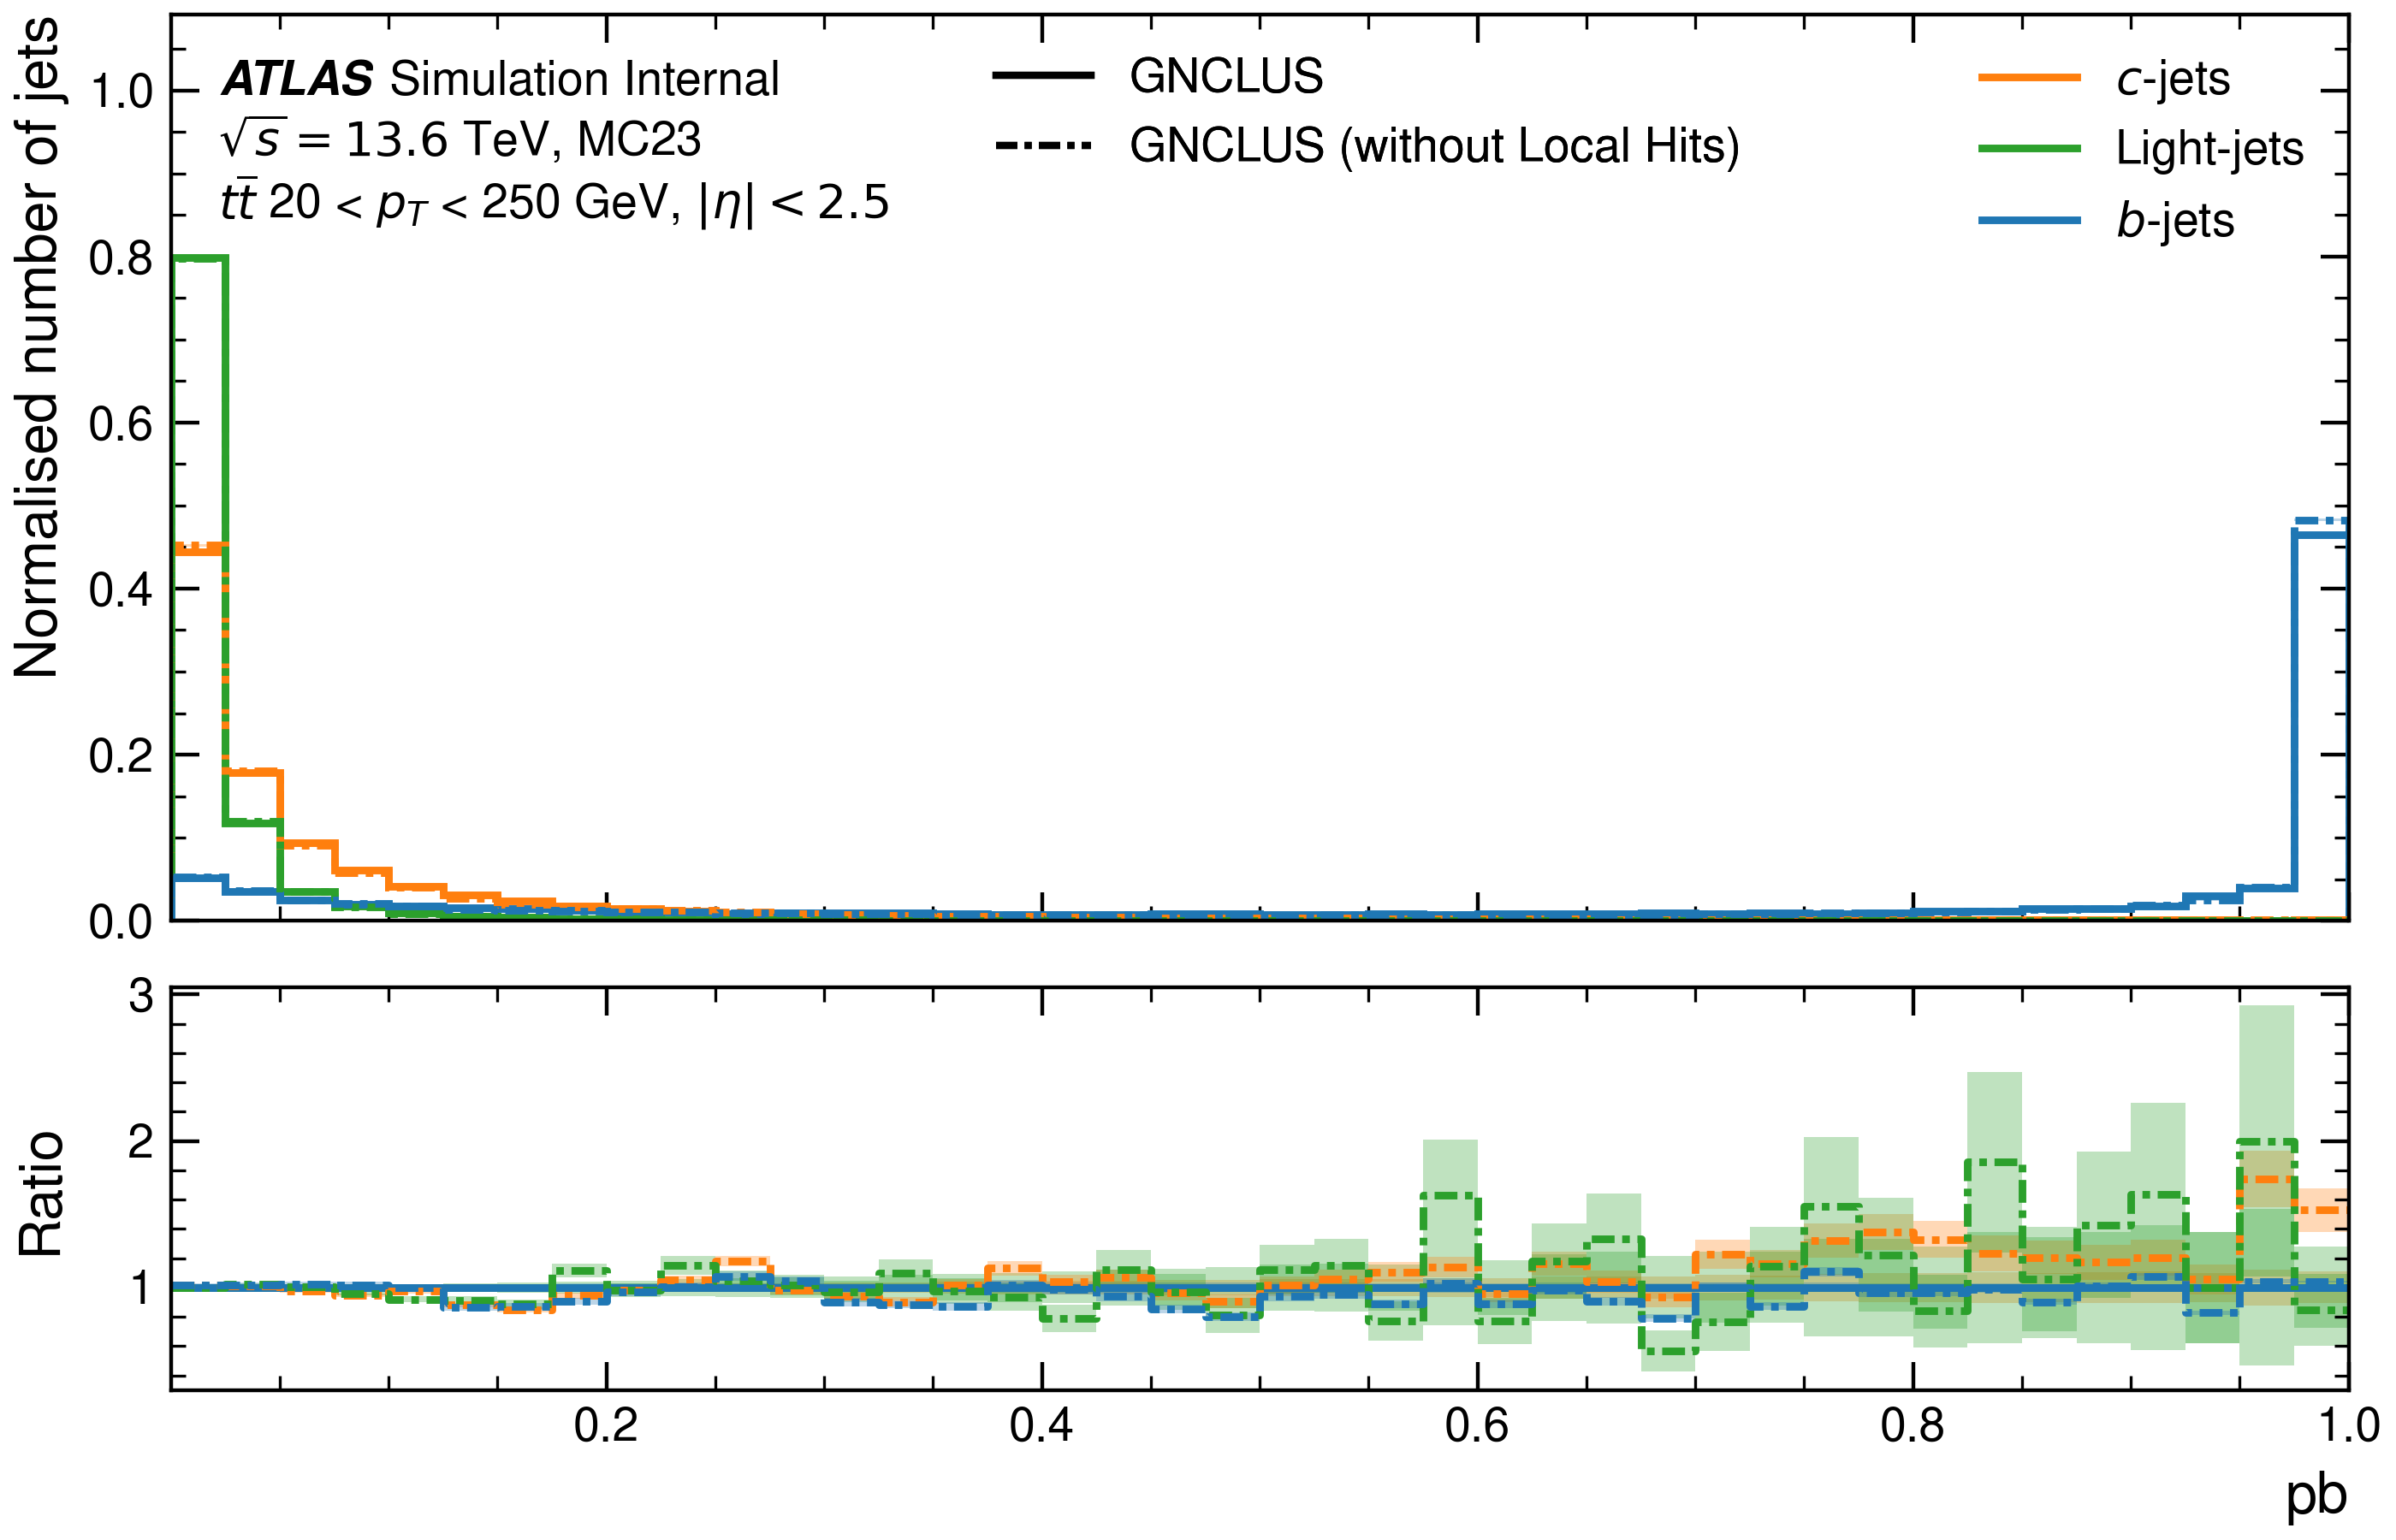 Normalised number of jets
1.0
0.8
0.6
0.4
0.2
0.0
ATLAS Simulation Internal
√s = 13.6 TeV, MC23
tt̄ 20 < p_T < 250 GeV, |η| < 2.5
GNCLUS
GNCLUS (without Local Hits)
c-jets
Light-jets
b-jets
Ratio
3
2
1
0.2 0.4 0.6 0.8 1.0
pb